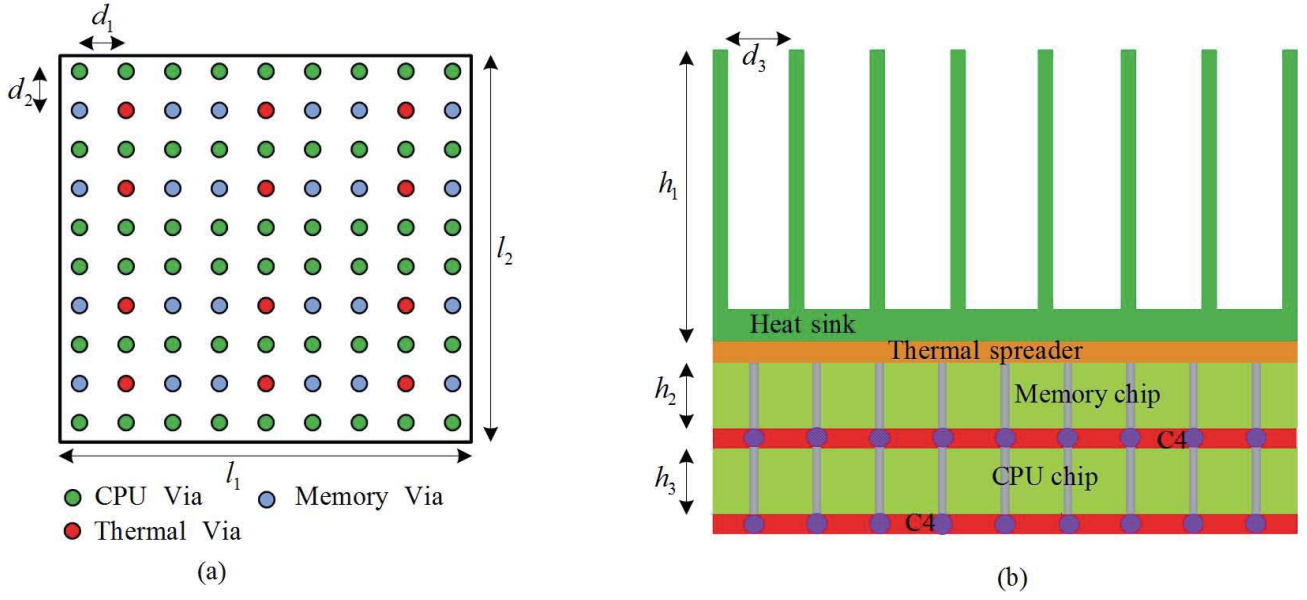 d₁
d₂
l₂
l₁
CPU Via
Memory Via
Thermal Via
(a)
d₃
h₁
Heat sink
Thermal spreader
h₂
Memory chip
C4
h₃
CPU chip
C4
(b)